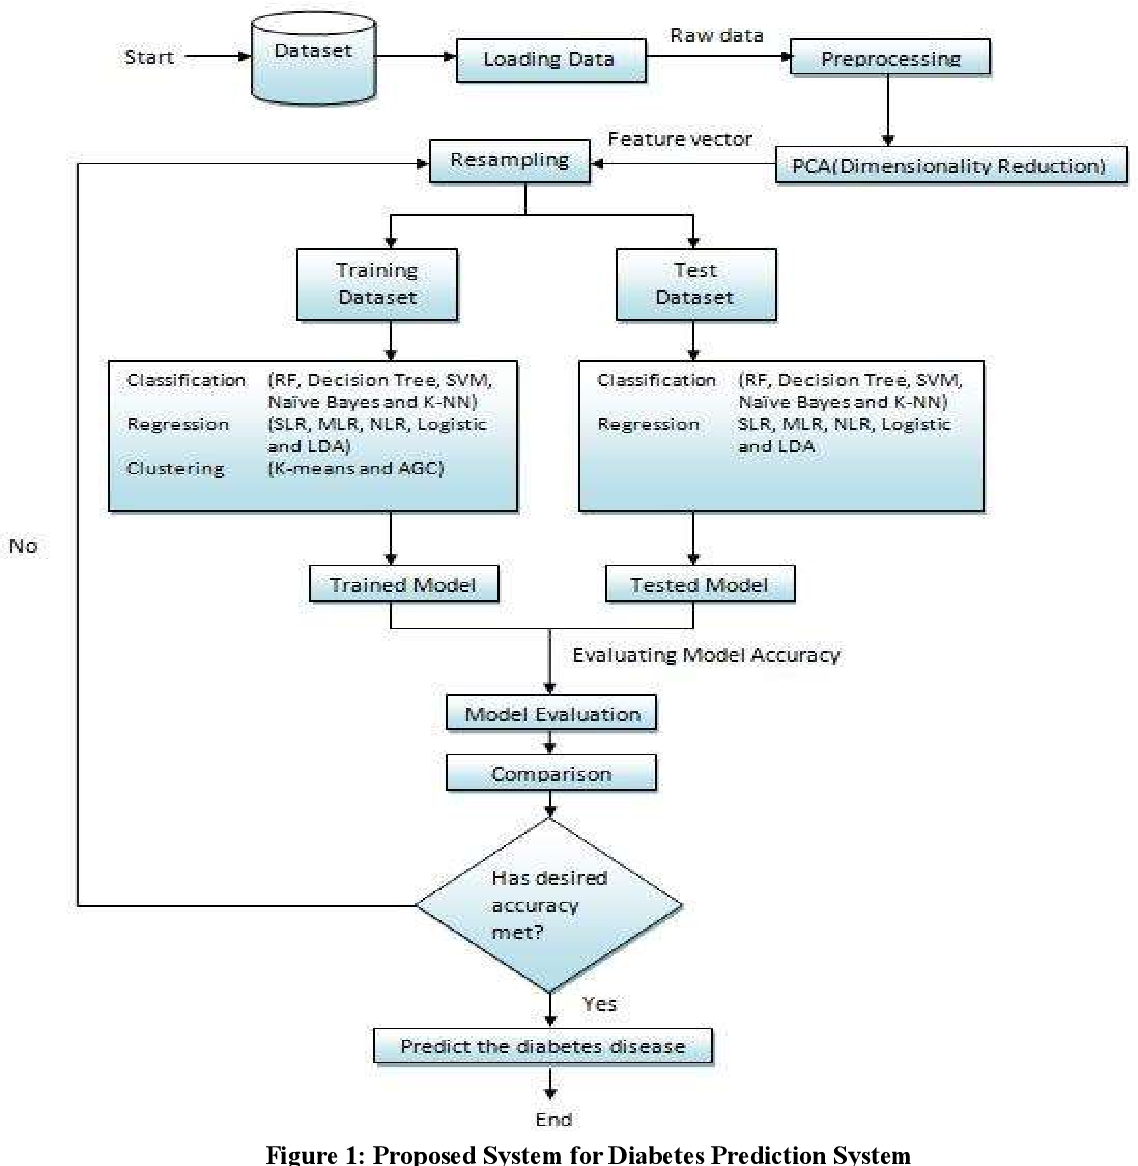 Start
Dataset
Loading Data
Raw data
Preprocessing
PCA(Dimensionality Reduction)
Feature vector
Resampling
Training
Dataset
Test
Dataset
Classification (RF, Decision Tree, SVM,
Naïve Bayes and K-NN)
Regression (SLR, MLR, NLR, Logistic
and LDA)
Clustering (K-means and AGC)
Classification (RF, Decision Tree, SVM,
Naïve Bayes and K-NN)
Regression SLR, MLR, NLR, Logistic
and LDA
No
Trained Model
Tested Model
Evaluating Model Accuracy
Model Evaluation
Comparison
Has desired
accuracy
met?
Yes
Predict the diabetes disease
End
Figure 1: Proposed System for Diabetes Prediction System